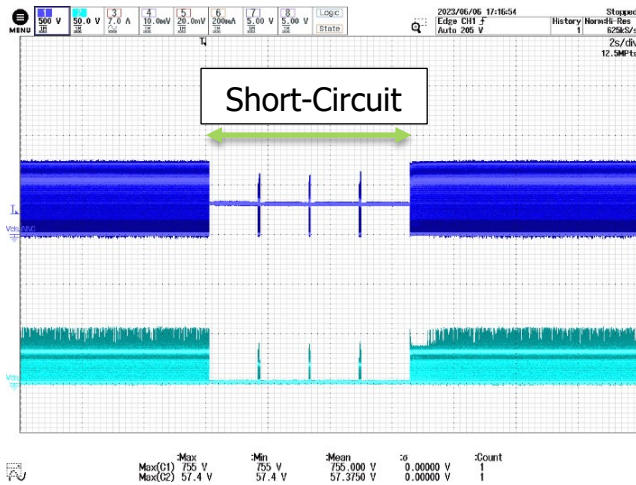 MENU
1 500 V
2 50.0 V
3 7.0 A
4 10.0mV
5 20.0mV
6 200mA
7 5.00 V
8 5.00 V
Logic
State
2023/06/06 17:16:54
Edge CH1
Auto 205 V
Stopped
History
1
625kS/s
2s/div
12.5MPts
Short-Circuit
Max Min Mean σ Count
Max(C1) 755 V 755 V 755.000 V 0.00000 V 1
Max(C2) 57.4 V 57.4 V 57.3750 V 0.00000 V 1